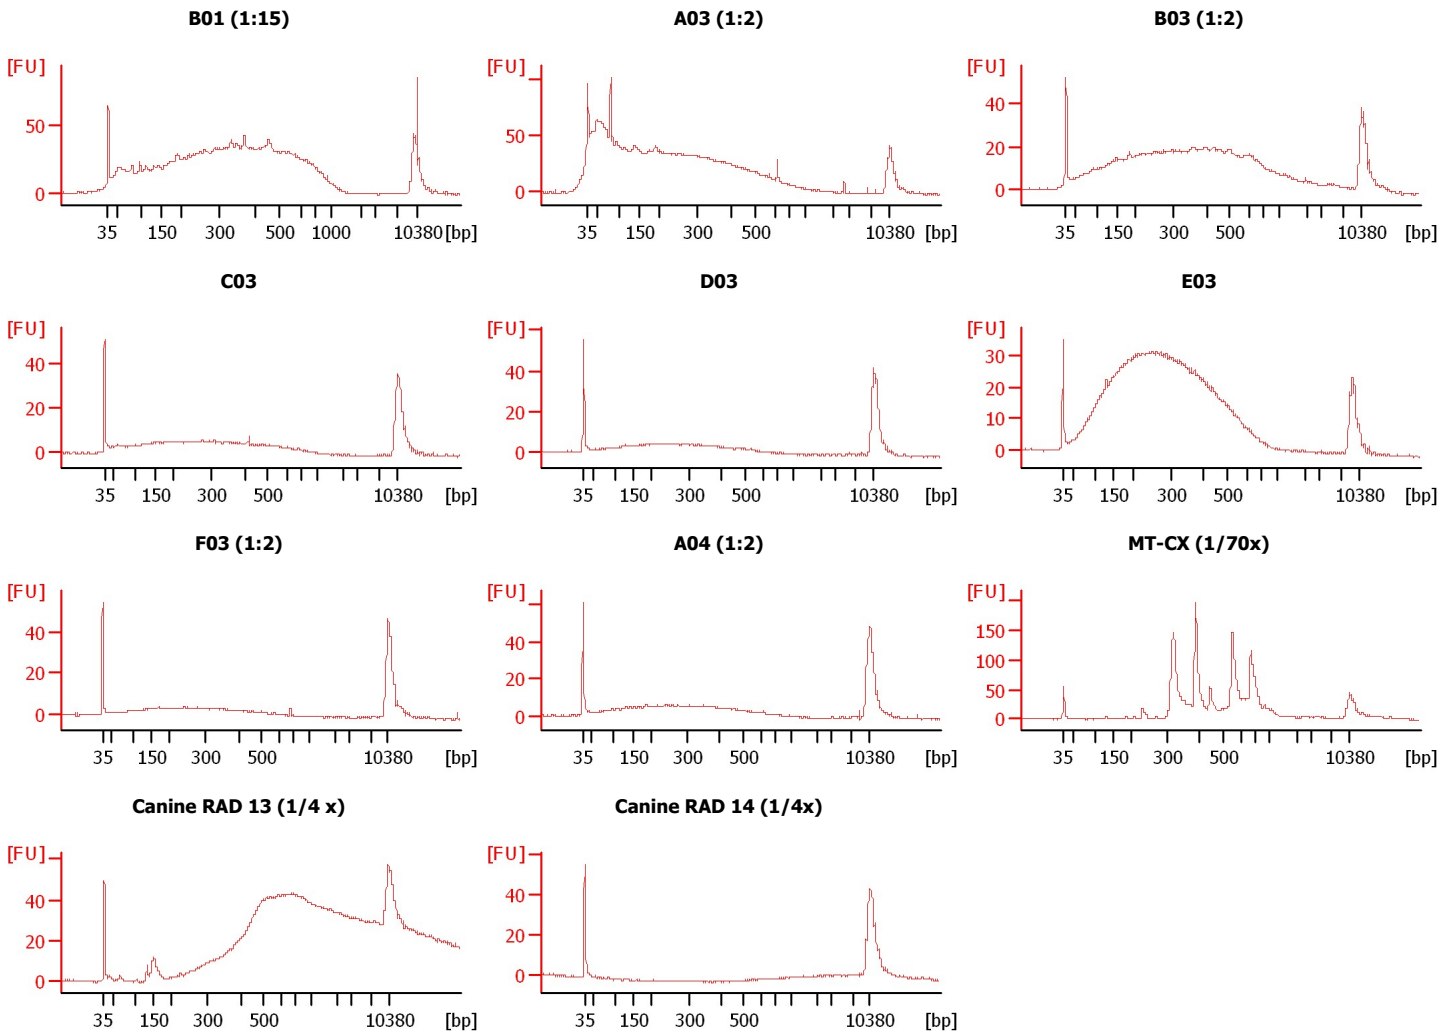 B01 (1:15)
[FU]
50
0
35 150 300 500 1000 10380 [bp]
A03 (1:2)
[FU]
50
0
35 150 300 500 10380 [bp]
B03 (1:2)
[FU]
40
20
0
35 150 300 500 10380 [bp]
C03
[FU]
40
20
0
35 150 300 500 10380 [bp]
D03
[FU]
40
20
0
35 150 300 500 10380 [bp]
E03
[FU]
30
20
10
0
35 150 300 500 10380 [bp]
F03 (1:2)
[FU]
40
20
0
35 150 300 500 10380 [bp]
A04 (1:2)
[FU]
40
20
0
35 150 300 500 10380 [bp]
MT-CX (1/70x)
[FU]
150
100
50
0
35 150 300 500 10380 [bp]
Canine RAD 13 (1/4 x)
[FU]
40
20
0
35 150 300 500 10380 [bp]
Canine RAD 14 (1/4x)
[FU]
40
20
0
35 150 300 500 10380 [bp]